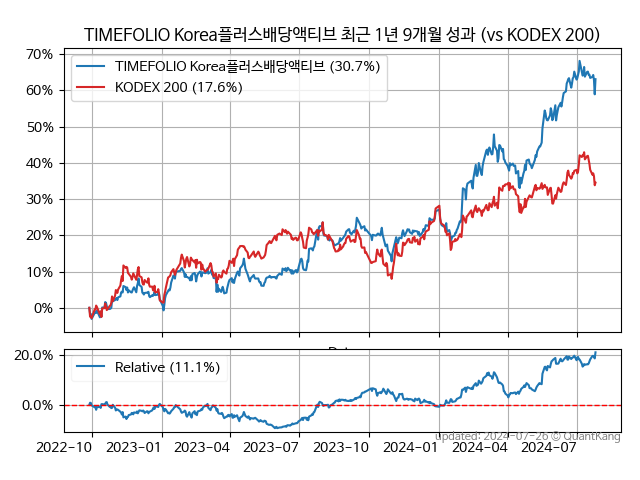 TIMEFOLIO Korea플러스배당액티브 최근 1년 9개월 성과 (vs KODEX 200)
70%
60%
50%
40%
30%
20%
10%
0%
TIMEFOLIO Korea플러스배당액티브 (30.7%)
KODEX 200 (17.6%)
20.0%
0.0%
Relative (11.1%)
updated: 2024-07-26 © QuantKang
2022-10 2023-01 2023-04 2023-07 2023-10 2024-01 2024-04 2024-07